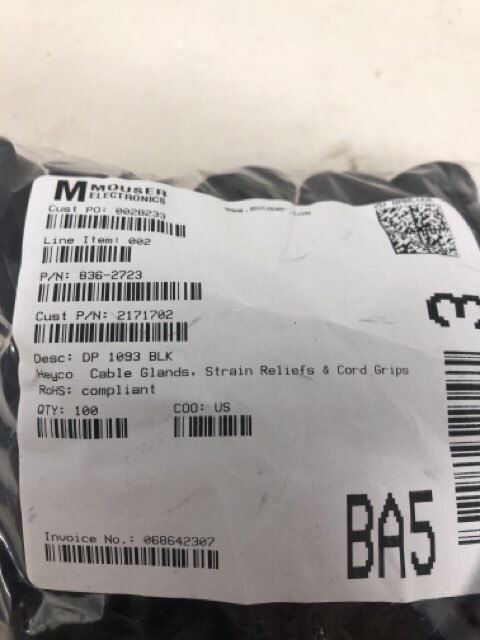 M MOUSER
ELECTRONICS
www.mouser.com
Cust PO: 0028233
Line Item: 002
P/N: 836-2723
Cust P/N: 2171702
Desc: DP 1093 BLK
Heyco Cable Glands, Strain Reliefs & Cord Grips
RoHS: compliant
QTY: 100 COO: US
Invoice No.: 068642307
BA5
3